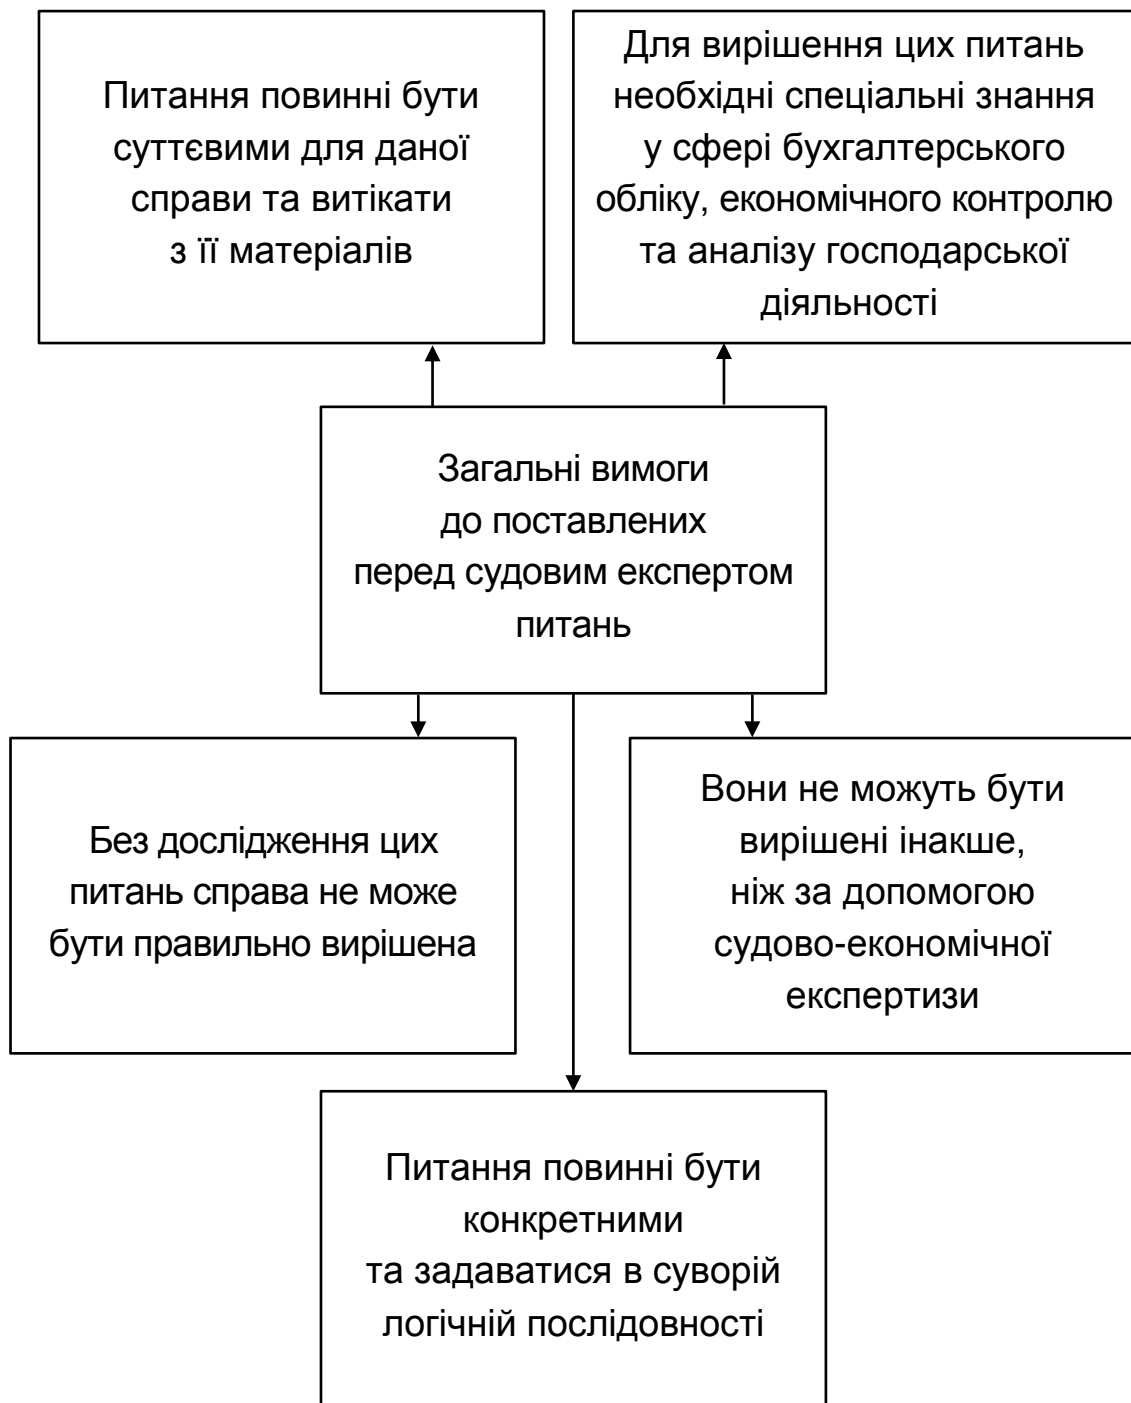 Питання повинні бути
суттєвими для даної
справи та витікати
з її матеріалів
Для вирішення цих питань
необхідні спеціальні знання
у сфері бухгалтерського
обліку, економічного контролю
та аналізу господарської
діяльності
Загальні вимоги
до поставлених
перед судовим експертом
питань
Без дослідження цих
питань справа не може
бути правильно вирішена
Вони не можуть бути
вирішені інакше,
ніж за допомогою
судово-економічної
експертизи
Питання повинні бути
конкретними
та задаватися в суворій
логічній послідовності